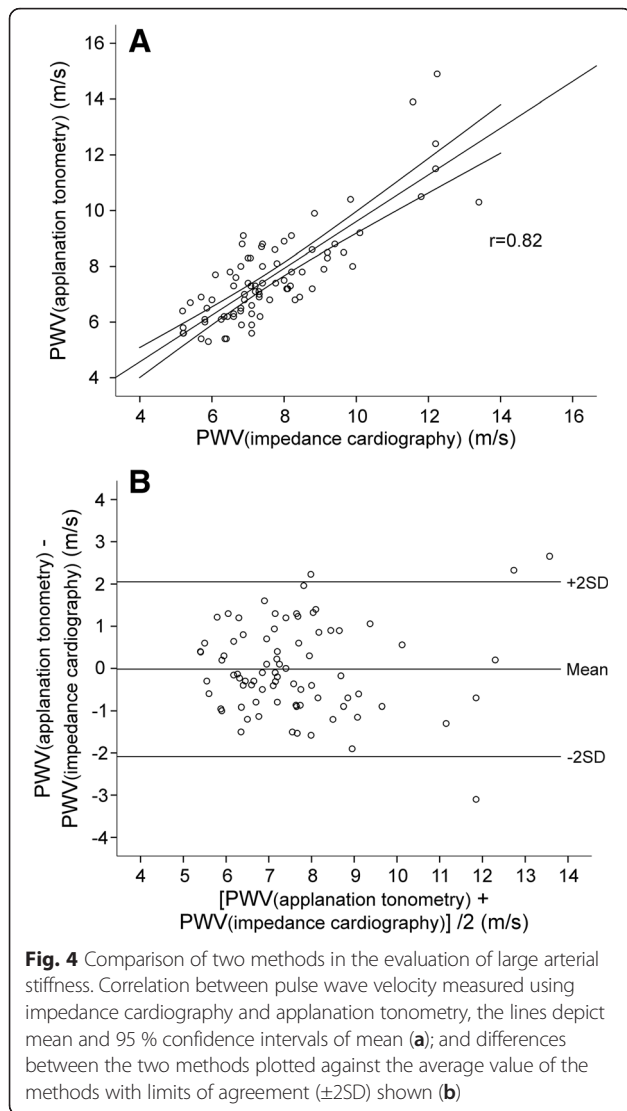 A
16
14
12
10
8
6
4
PWV(applanation tonometry) (m/s)
r=0.82
4 6 8 10 12 14 16
PWV(impedance cardiography) (m/s)
B
4
3
2
1
0
-1
-2
-3
-4
PWV(applanation tonometry) -
PWV(impedance cardiography) (m/s)
+2SD
Mean
-2SD
4 5 6 7 8 9 10 11 12 13 14
[PWV(applanation tonometry) +
PWV(impedance cardiography)] /2 (m/s)
Fig. 4 Comparison of two methods in the evaluation of large arterial
stiffness. Correlation between pulse wave velocity measured using
impedance cardiography and applanation tonometry, the lines depict
mean and 95 % confidence intervals of mean (a); and differences
between the two methods plotted against the average value of the
methods with limits of agreement (±2SD) shown (b)